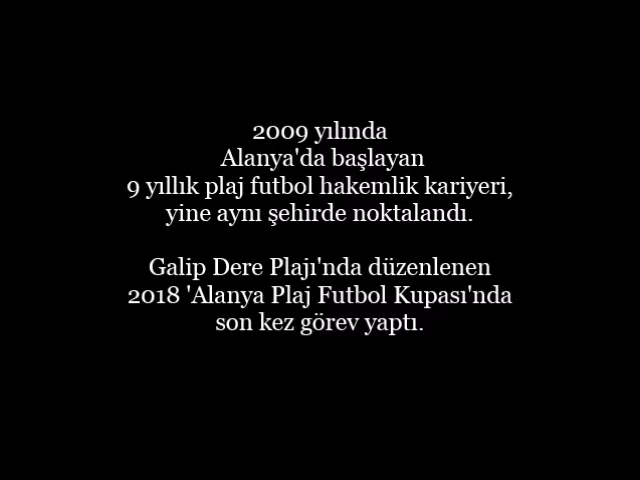 2009 yılında
Alanya'da başlayan
9 yıllık plaj futbol hakemlik kariyeri,
yine aynı şehirde noktalandı.
Galip Dere Plajı'nda düzenlenen
2018 'Alanya Plaj Futbol Kupası'nda
son kez görev yaptı.